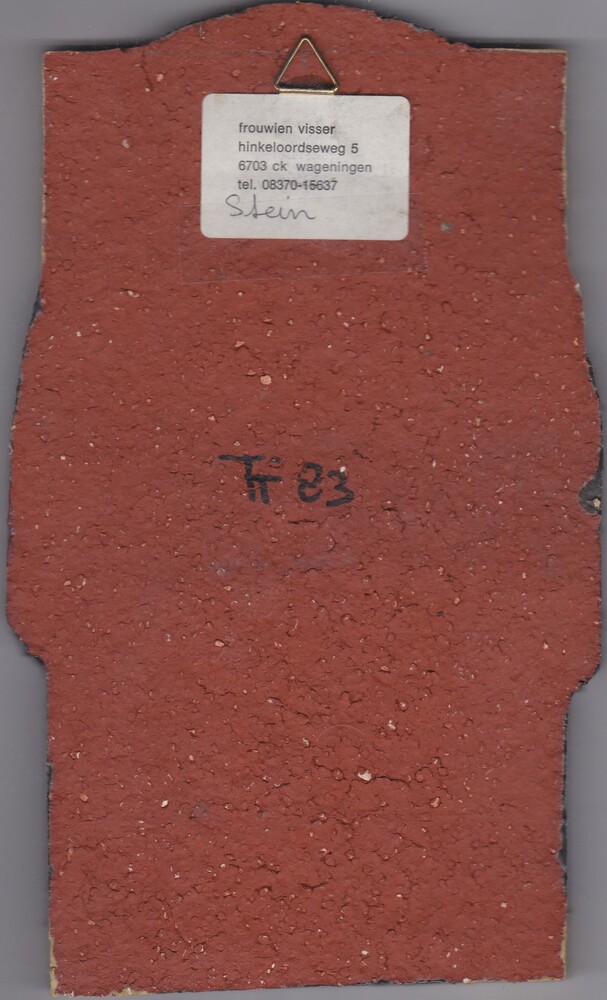 frouwien visser
hinkeloordseweg 5
6703 ck wageningen
tel. 08370-15637
Stein
83